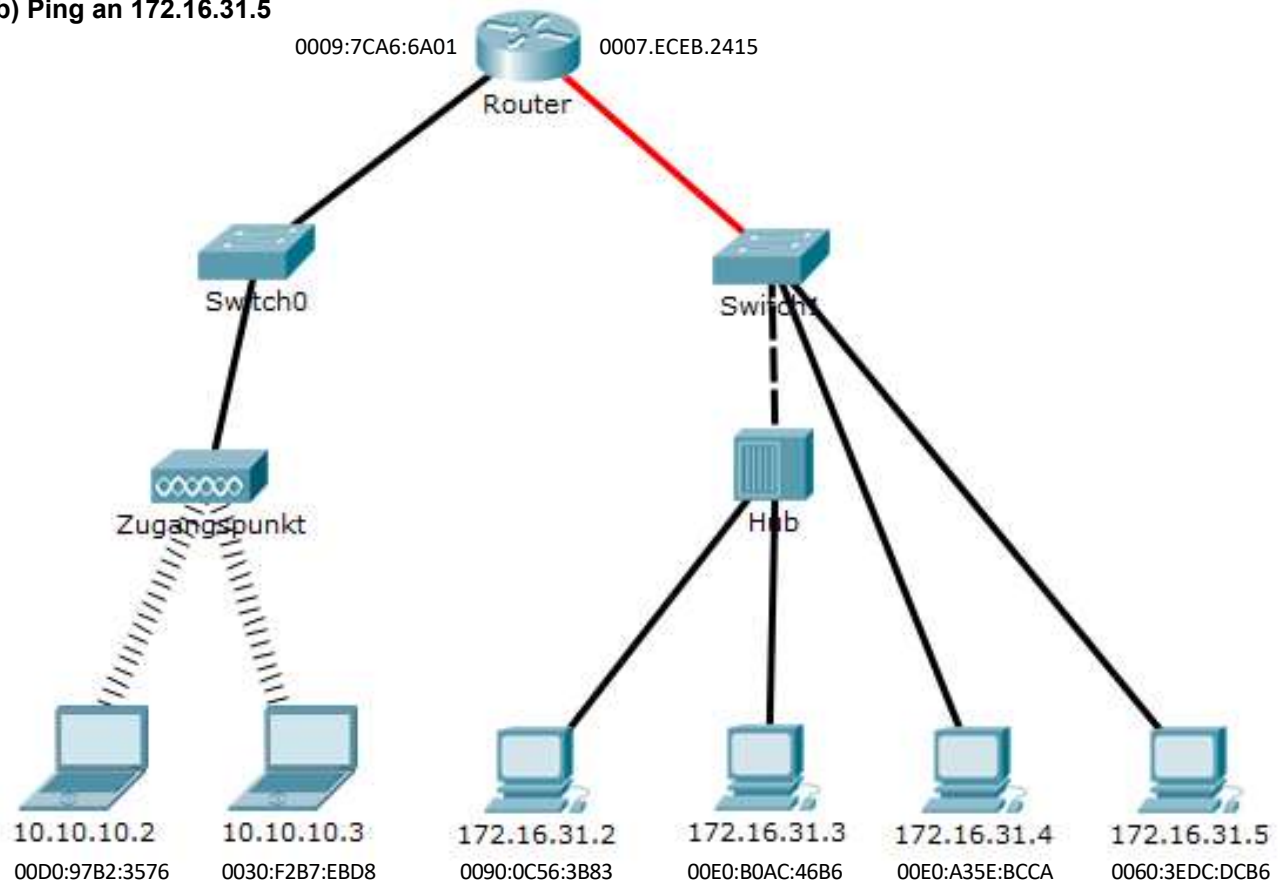 b) Ping an 172.16.31.5
0009:7CA6:6A01
0007.ECEB.2415
Router
Switch0
Switch1
Zugangspunkt
Hub
10.10.10.2
10.10.10.3
172.16.31.2
172.16.31.3
172.16.31.4
172.16.31.5
00D0:97B2:3576
0030:F2B7:EBD8
0090:0C56:3B83
00E0:B0AC:46B6
00E0:A35E:BCCA
0060:3EDC:DCB6